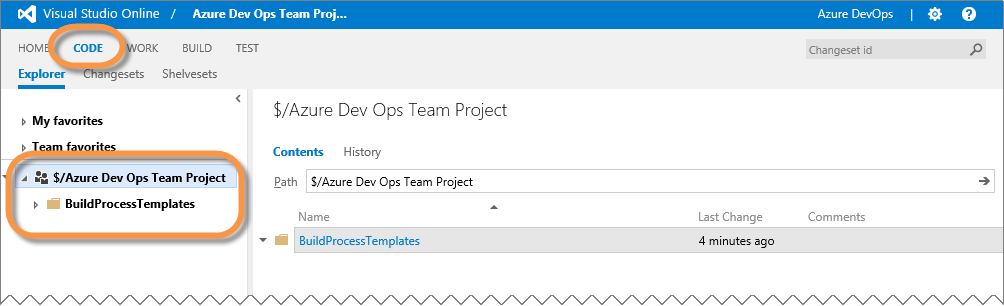 Visual Studio Online / Azure Dev Ops Team Proj... Azure DevOps | ?
HOME CODE WORK BUILD TEST Changeset id
Explorer Changesets Shelvesets
My favorites
Team favorites
$/Azure Dev Ops Team Project
BuildProcessTemplates
$/Azure Dev Ops Team Project
Contents History
Path $/Azure Dev Ops Team Project
Name Last Change Comments
BuildProcessTemplates 4 minutes ago